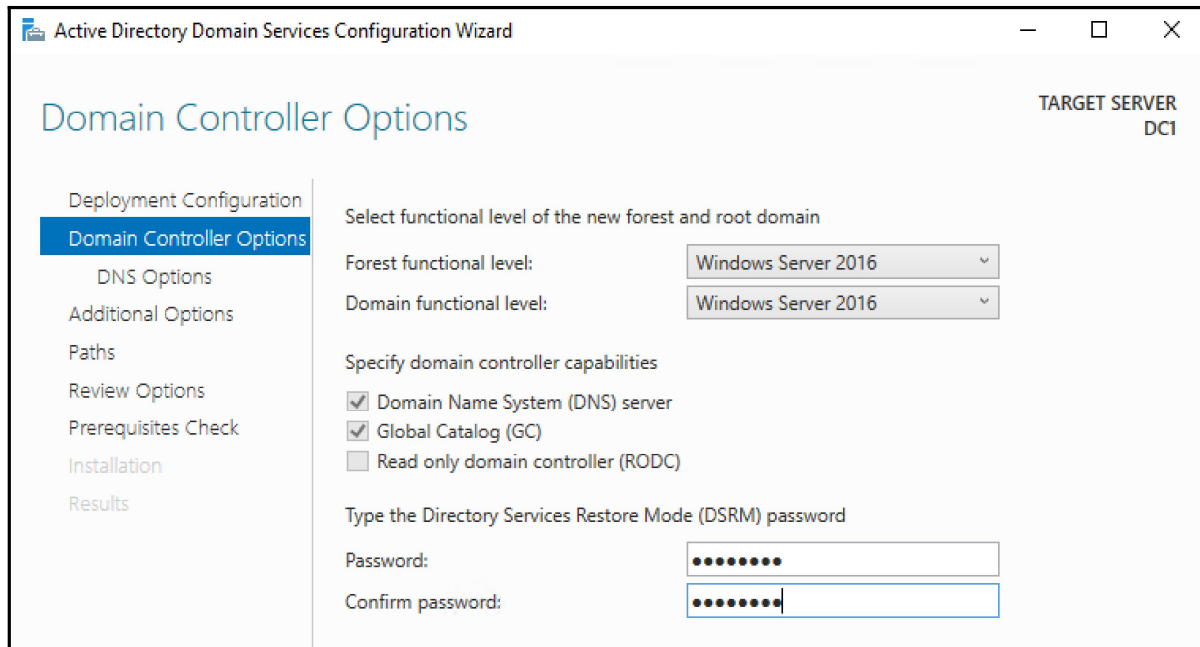 Active Directory Domain Services Configuration Wizard
Domain Controller Options
TARGET SERVER
DC1
Deployment Configuration
Domain Controller Options
DNS Options
Additional Options
Paths
Review Options
Prerequisites Check
Installation
Results
Select functional level of the new forest and root domain
Forest functional level: Windows Server 2016
Domain functional level: Windows Server 2016
Specify domain controller capabilities
Domain Name System (DNS) server
Global Catalog (GC)
Read only domain controller (RODC)
Type the Directory Services Restore Mode (DSRM) password
Password: ●●●●●●●●
Confirm password: ●●●●●●●●